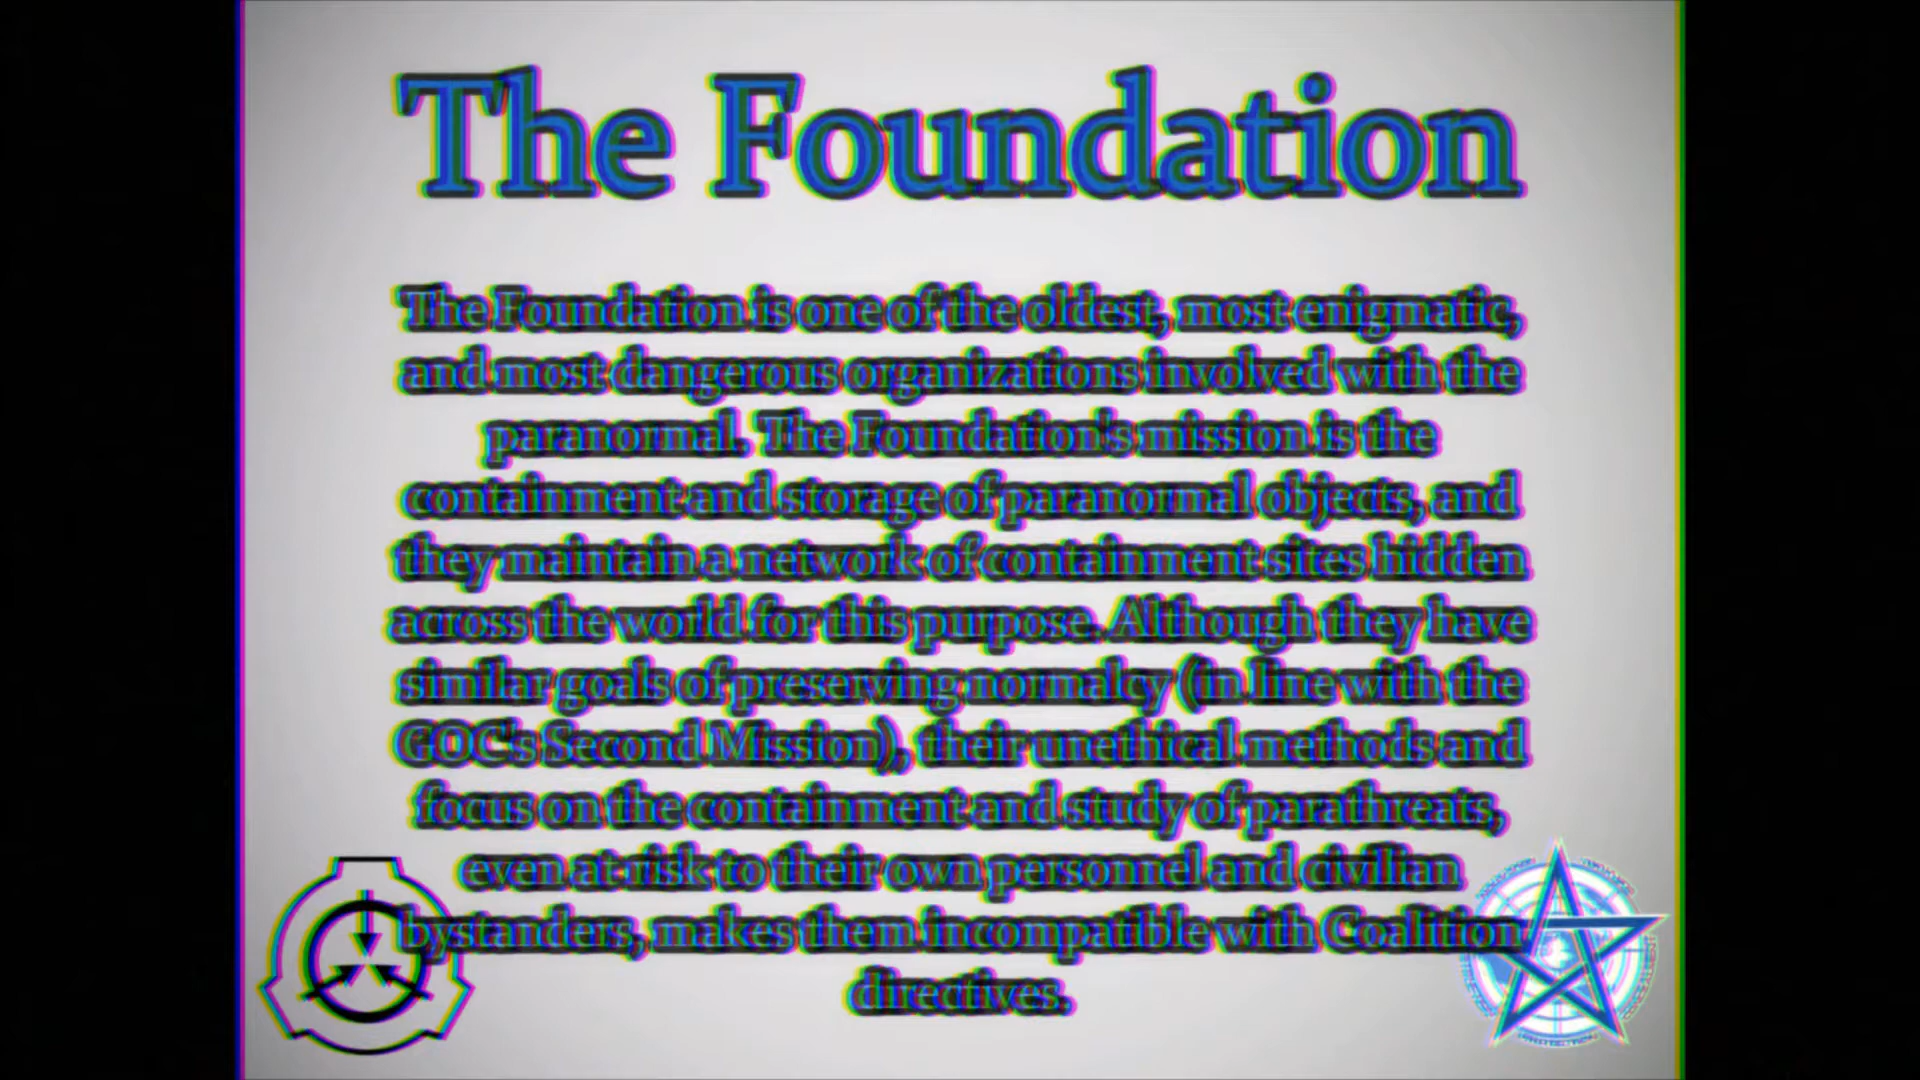 The Foundation
The Foundation is one of the oldest, most enigmatic,
and most dangerous organizations involved with the
paranormal. The Foundation's mission is the
containment and storage of paranormal objects, and
they maintain a network of containment sites hidden
across the world for this purpose. Although they have
similar goals of preserving normalcy (in line with the
GOC's Second Mission), their unethical methods and
focus on the containment and study of parathreats,
even at risk to their own personnel and civilian
bystanders, makes them incompatible with Coalition
directives.